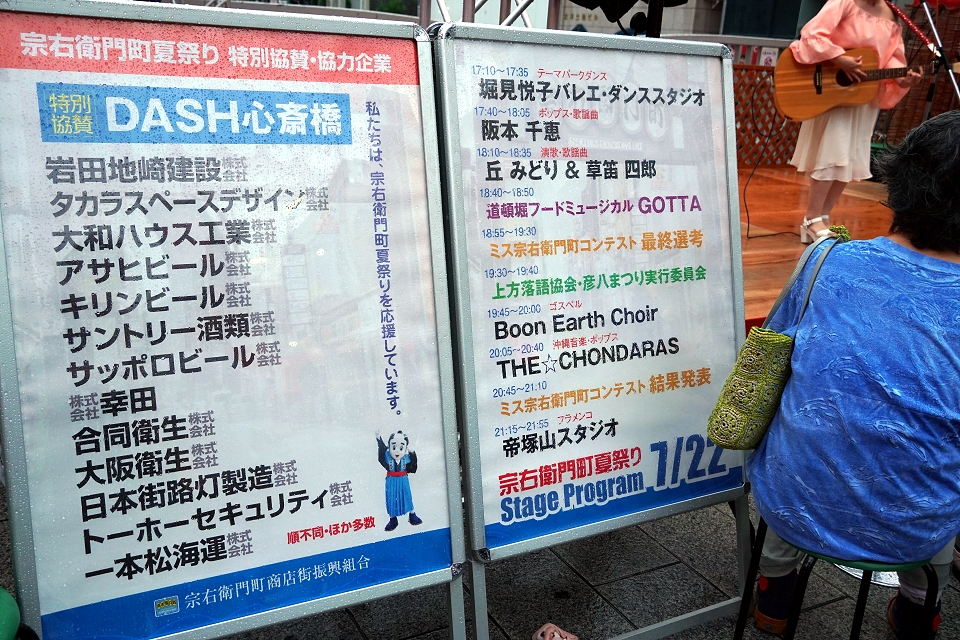 宗右衛門町夏祭り 特別協賛・協力企業
特別協賛 DASH心斎橋
岩田地崎建設株式会社
タカラスペースデザイン株式会社
大和ハウス工業株式会社
アサヒビール株式会社
キリンビール株式会社
サントリー酒類株式会社
サッポロビール株式会社
株式会社幸田
合同衛生株式会社
大阪衛生株式会社
日本街路灯製造株式会社
トーホーセキュリティ株式会社
一本松海運株式会社
順不同・ほか多数
私たちは、宗右衛門町夏祭りを応援しています。
宗右衛門町商店街振興組合
17:10～17:35 テーマパークダンス
堀見悦子バレエ・ダンススタジオ
17:40～18:05 ポップス・歌謡曲
阪本 千恵
18:10～18:35 演歌・歌謡曲
丘 みどり & 草笛 四郎
18:40～18:50
道頓堀フードミュージカル GOTTA
18:55～19:30
ミス宗右衛門町コンテスト 最終選考
19:30～19:40
上方落語協会・彦八まつり実行委員会
19:45～20:00 ゴスペル
Boon Earth Choir
20:05～20:40 沖縄音楽・ポップス
THE☆CHONDARAS
20:45～21:10
ミス宗右衛門町コンテスト 結果発表
21:15～21:55 フラメンコ
帝塚山スタジオ
宗右衛門町夏祭り
Stage Program 7/22